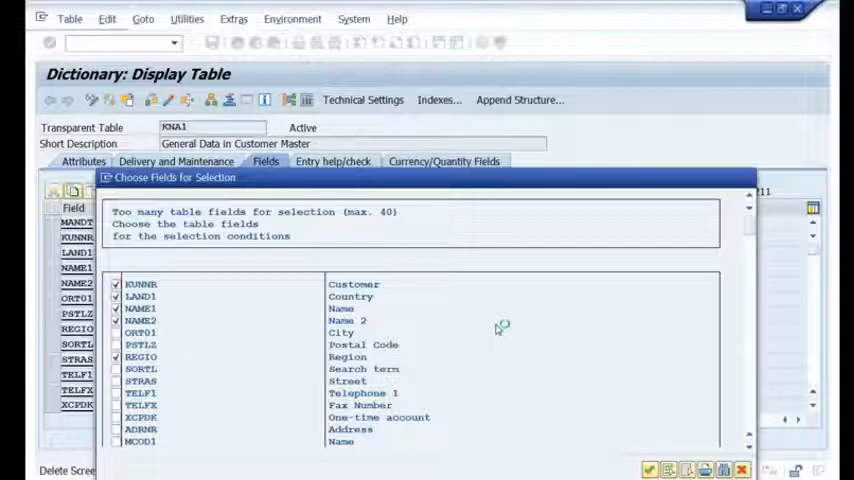 Table Edit Goto Utilities Extras Environment System Help
Dictionary: Display Table
Technical Settings Indexes... Append Structure...
Transparent Table KNA1 Active
Short Description General Data in Customer Master
Attributes Delivery and Maintenance Fields Entry help/check Currency/Quantity Fields
Choose Fields for Selection
211
Field
MANDT
KUNNR
LAND1
NAME1
NAME2
ORT01
PSTLZ
REGIO
SORTL
STRAS
TELF1
TELFX
XCPDK
Too many table fields for selection (max. 40)
Choose the table fields
for the selection conditions
KUNNR Customer
LAND1 Country
NAME1 Name
NAME2 Name 2
ORT01 City
PSTLZ Postal Code
REGIO Region
SORTL Search term
STRAS Street
TELF1 Telephone 1
TELFX Fax Number
XCPDK One-time account
ADRNR Address
MCOD1 Name
Delete Scree